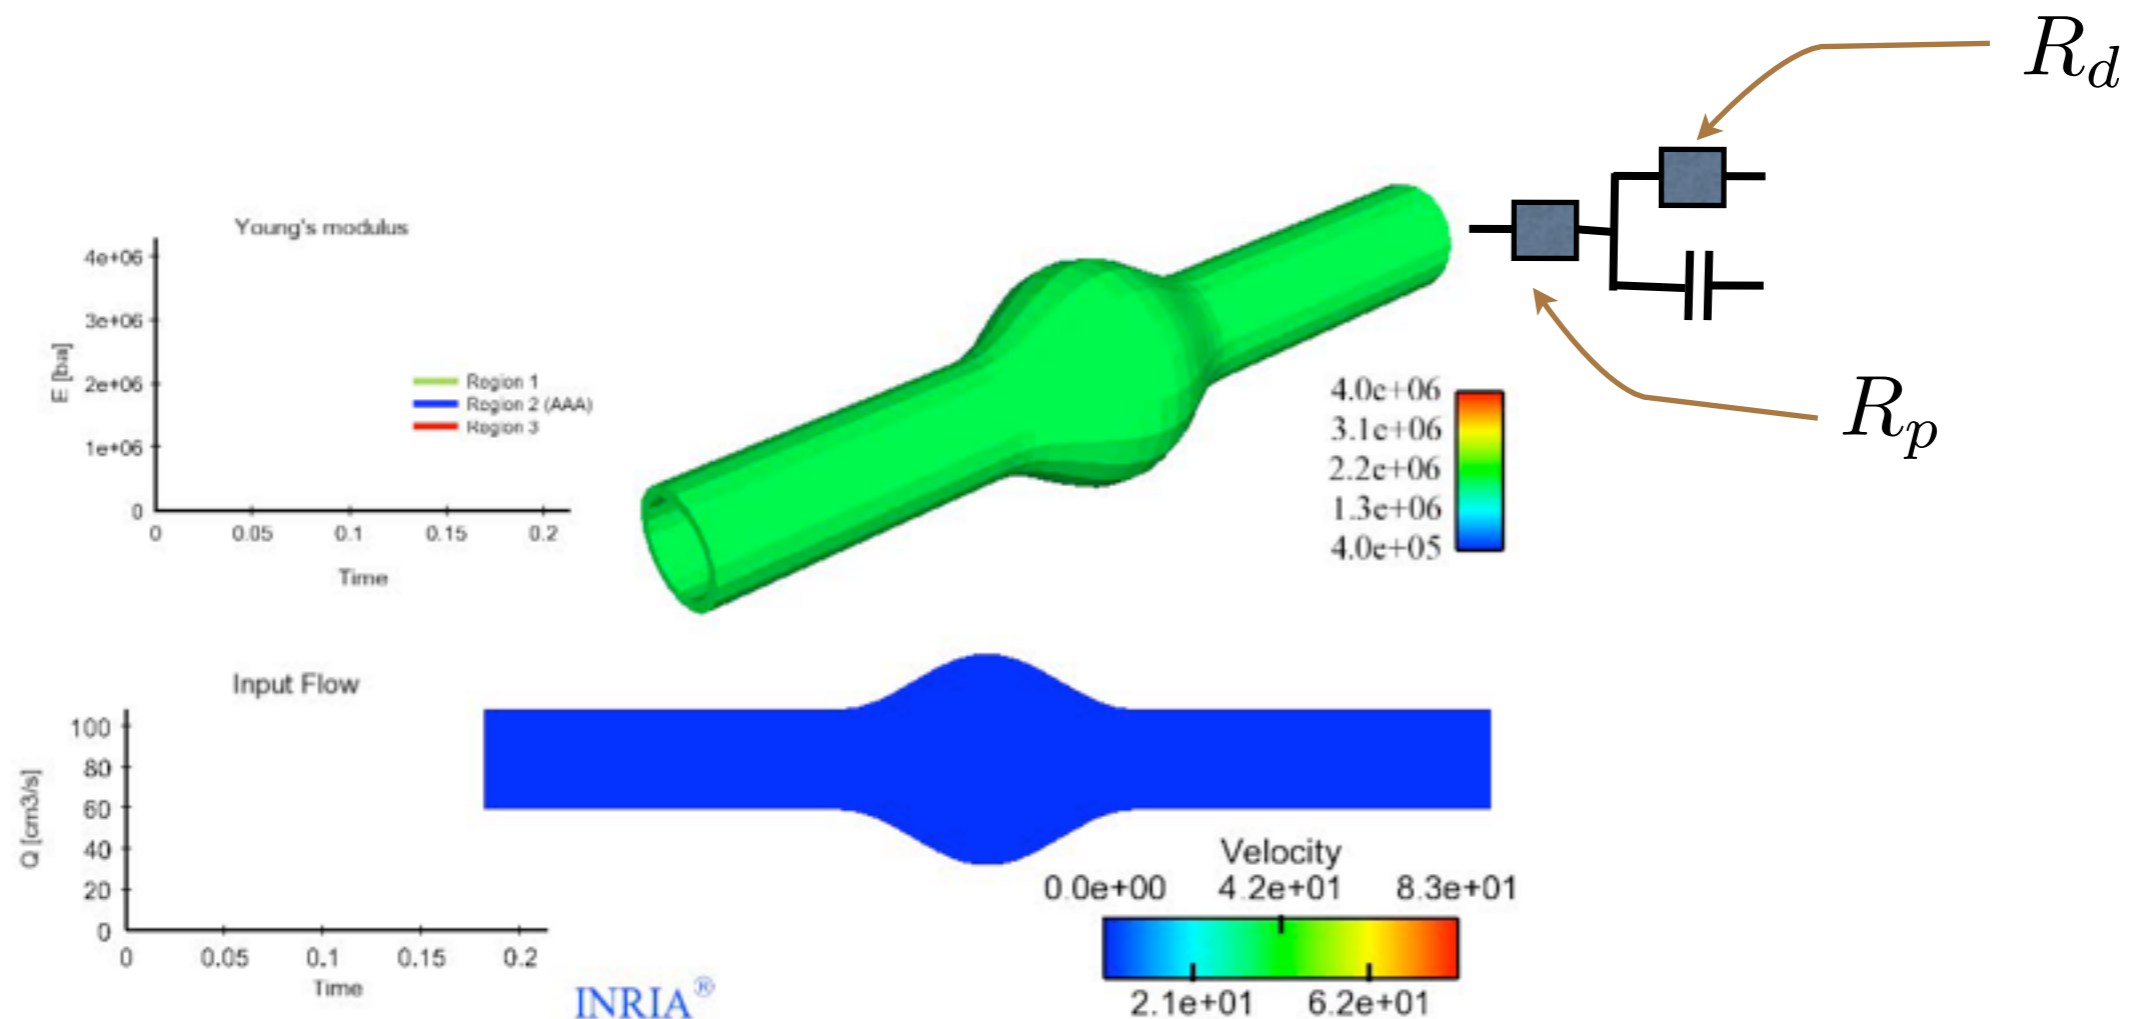 R_d
Young's modulus
4e+06
3e+06
2e+06
1e+06
0
E [ba]
Region 1
Region 2 (AAA)
Region 3
0 0.05 0.1 0.15 0.2
Time
4.0e+06
3.1e+06
2.2e+06
1.3e+06
4.0e+05
R_p
Input Flow
100
80
60
40
20
0
Q [cm3/s]
0 0.05 0.1 0.15 0.2
Time
Velocity
0.0e+00 4.2e+01 8.3e+01
2.1e+01 6.2e+01
INRIA®